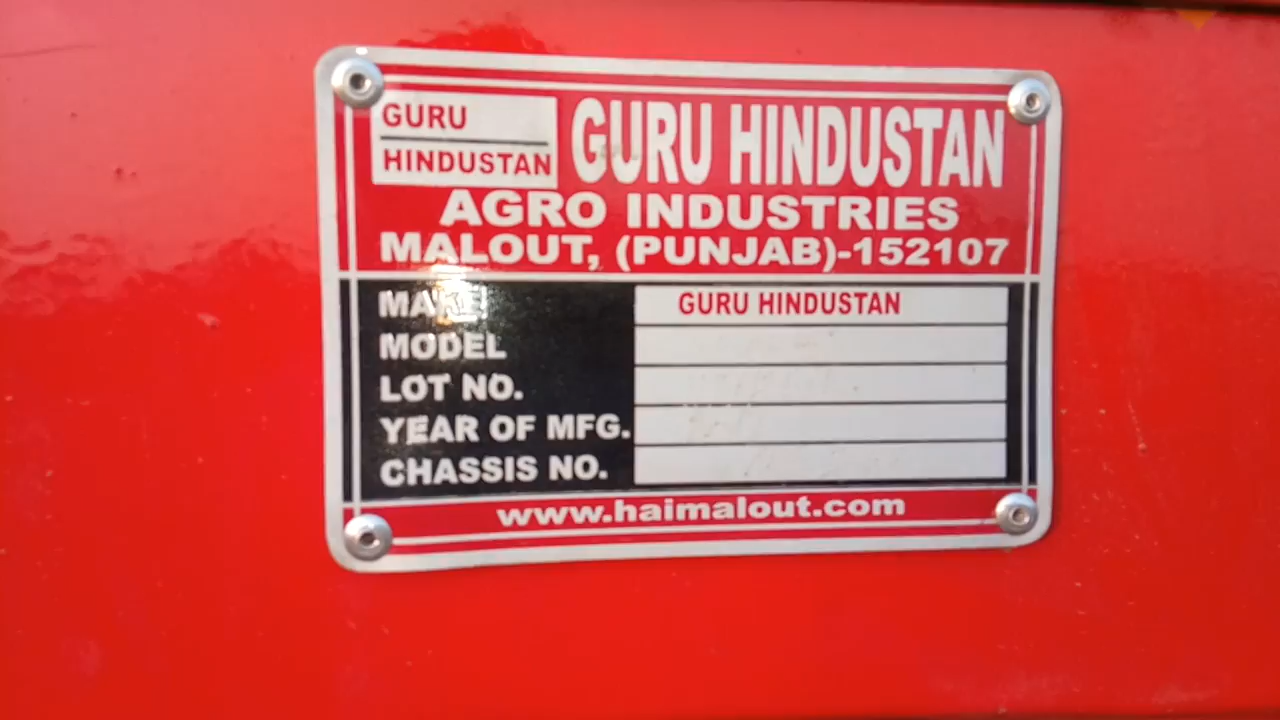 GURU
HINDUSTAN
GURU HINDUSTAN
AGRO INDUSTRIES
MALOUT, (PUNJAB)-152107
MAKE GURU HINDUSTAN
MODEL
LOT NO.
YEAR OF MFG.
CHASSIS NO.
www.haimalout.com